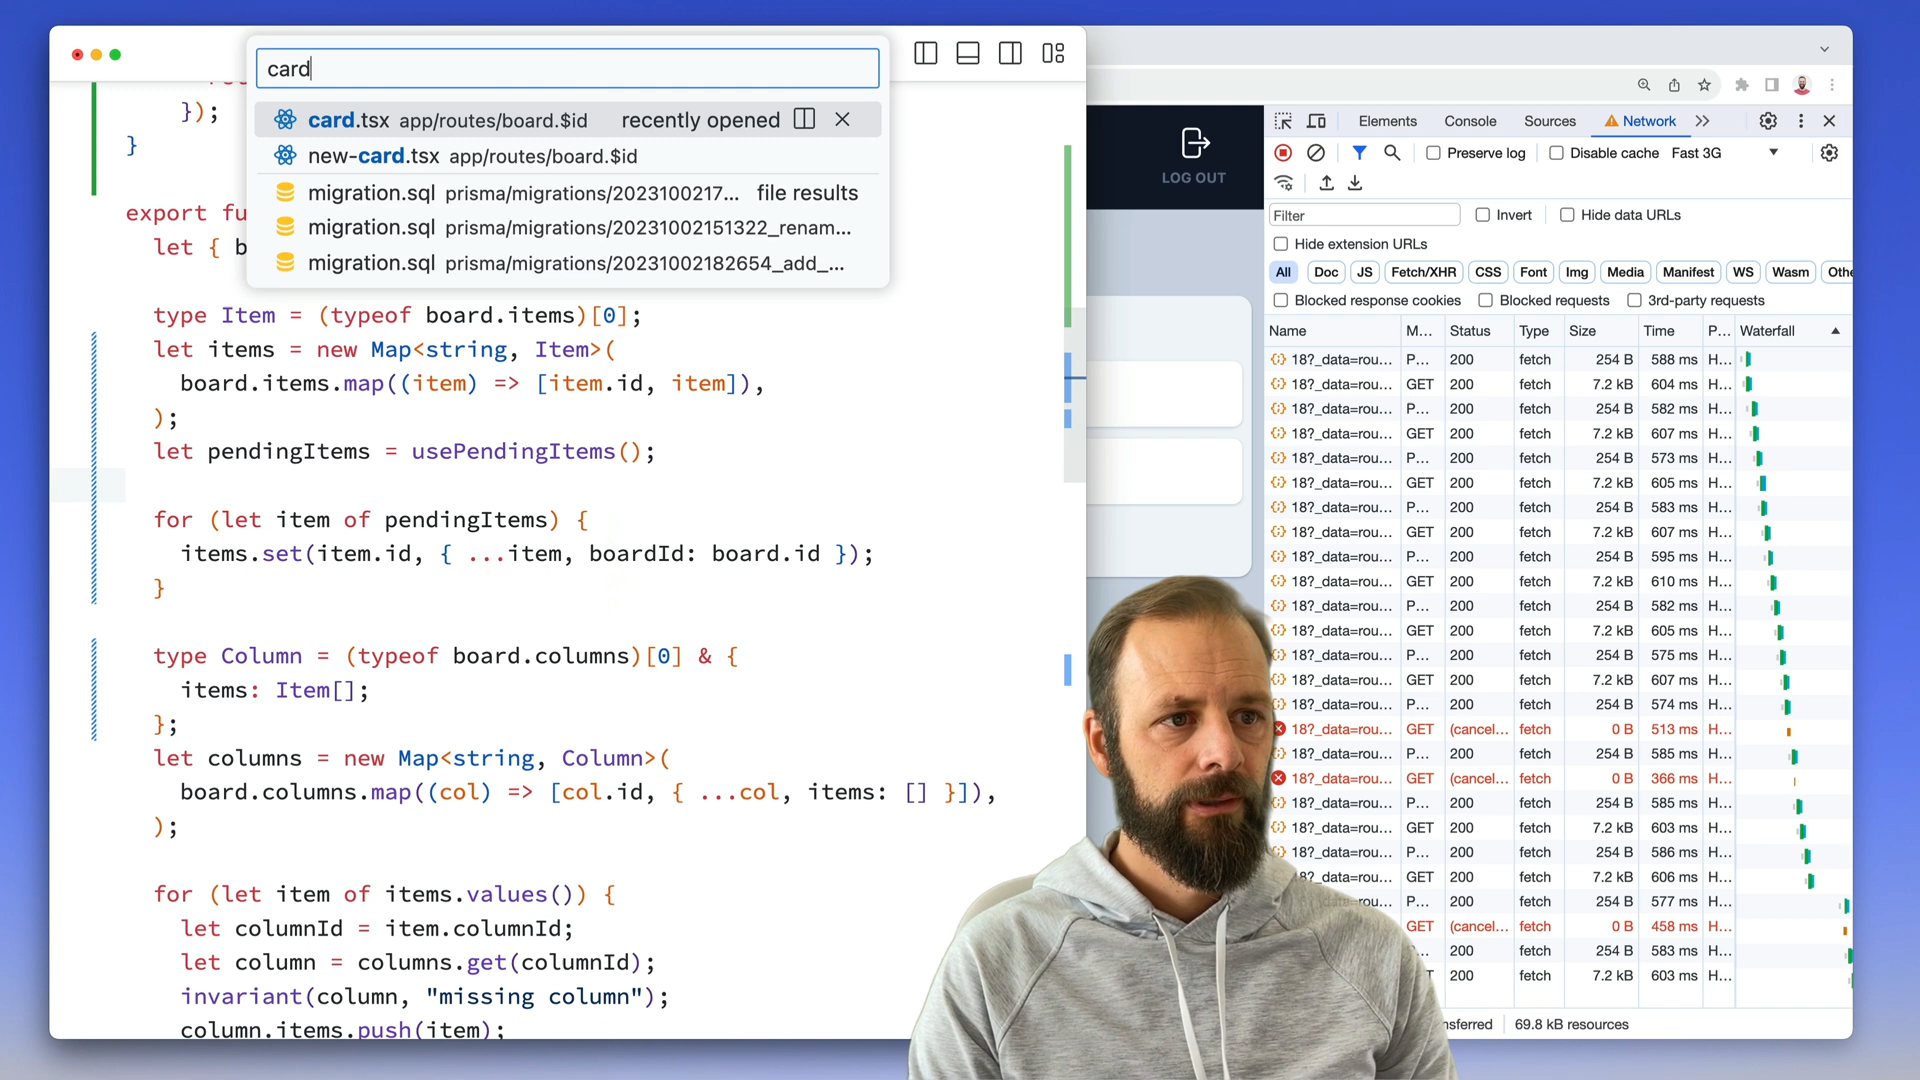 card
card.tsx app/routes/board.$id recently opened
new-card.tsx app/routes/board.$id
migration.sql prisma/migrations/2023100217... file results
migration.sql prisma/migrations/20231002151322_renam...
migration.sql prisma/migrations/20231002182654_add_...
});
}
export fu
let { b
type Item = (typeof board.items)[0];
let items = new Map<string, Item>(
board.items.map((item) => [item.id, item]),
);
let pendingItems = usePendingItems();
for (let item of pendingItems) {
items.set(item.id, { ...item, boardId: board.id });
}
type Column = (typeof board.columns)[0] & {
items: Item[];
};
let columns = new Map<string, Column>(
board.columns.map((col) => [col.id, { ...col, items: [] }]),
);
for (let item of items.values()) {
let columnId = item.columnId;
let column = columns.get(columnId);
invariant(column, "missing column");
column.items.push(item);
LOG OUT
Elements Console Sources Network
Preserve log Disable cache Fast 3G
Filter Invert Hide data URLs
Hide extension URLs
All Doc JS Fetch/XHR CSS Font Img Media Manifest WS Wasm Othe
Blocked response cookies Blocked requests 3rd-party requests
Name M... Status Type Size Time P... Waterfall
18?_data=rou... P... 200 fetch 254 B 588 ms H...
18?_data=rou... GET 200 fetch 7.2 kB 604 ms H...
18?_data=rou... P... 200 fetch 254 B 582 ms H...
18?_data=rou... GET 200 fetch 7.2 kB 607 ms H...
18?_data=rou... P... 200 fetch 254 B 573 ms H...
18?_data=rou... GET 200 fetch 7.2 kB 605 ms H...
18?_data=rou... P... 200 fetch 254 B 583 ms H...
18?_data=rou... GET 200 fetch 7.2 kB 607 ms H...
18?_data=rou... P... 200 fetch 254 B 595 ms H...
18?_data=rou... GET 200 fetch 7.2 kB 610 ms H...
18?_data=rou... P... 200 fetch 254 B 582 ms H...
18?_data=rou... GET 200 fetch 7.2 kB 605 ms H...
18?_data=rou... P... 200 fetch 254 B 575 ms H...
18?_data=rou... GET 200 fetch 7.2 kB 607 ms H...
18?_data=rou... P... 200 fetch 254 B 574 ms H...
18?_data=rou... GET (cancel... fetch 0 B 513 ms H...
18?_data=rou... P... 200 fetch 254 B 585 ms H...
18?_data=rou... GET (cancel... fetch 0 B 366 ms H...
18?_data=rou... P... 200 fetch 254 B 585 ms H...
18?_data=rou... GET 200 fetch 7.2 kB 603 ms H...
18?_data=rou... P... 200 fetch 254 B 586 ms H...
8?_data=rou... GET 200 fetch 7.2 kB 606 ms H...
_data=rou... P... 200 fetch 254 B 577 ms H...
GET (cancel... fetch 0 B 458 ms H...
... 200 fetch 254 B 583 ms H...
T 200 fetch 7.2 kB 603 ms H...
nsferred 69.8 kB resources